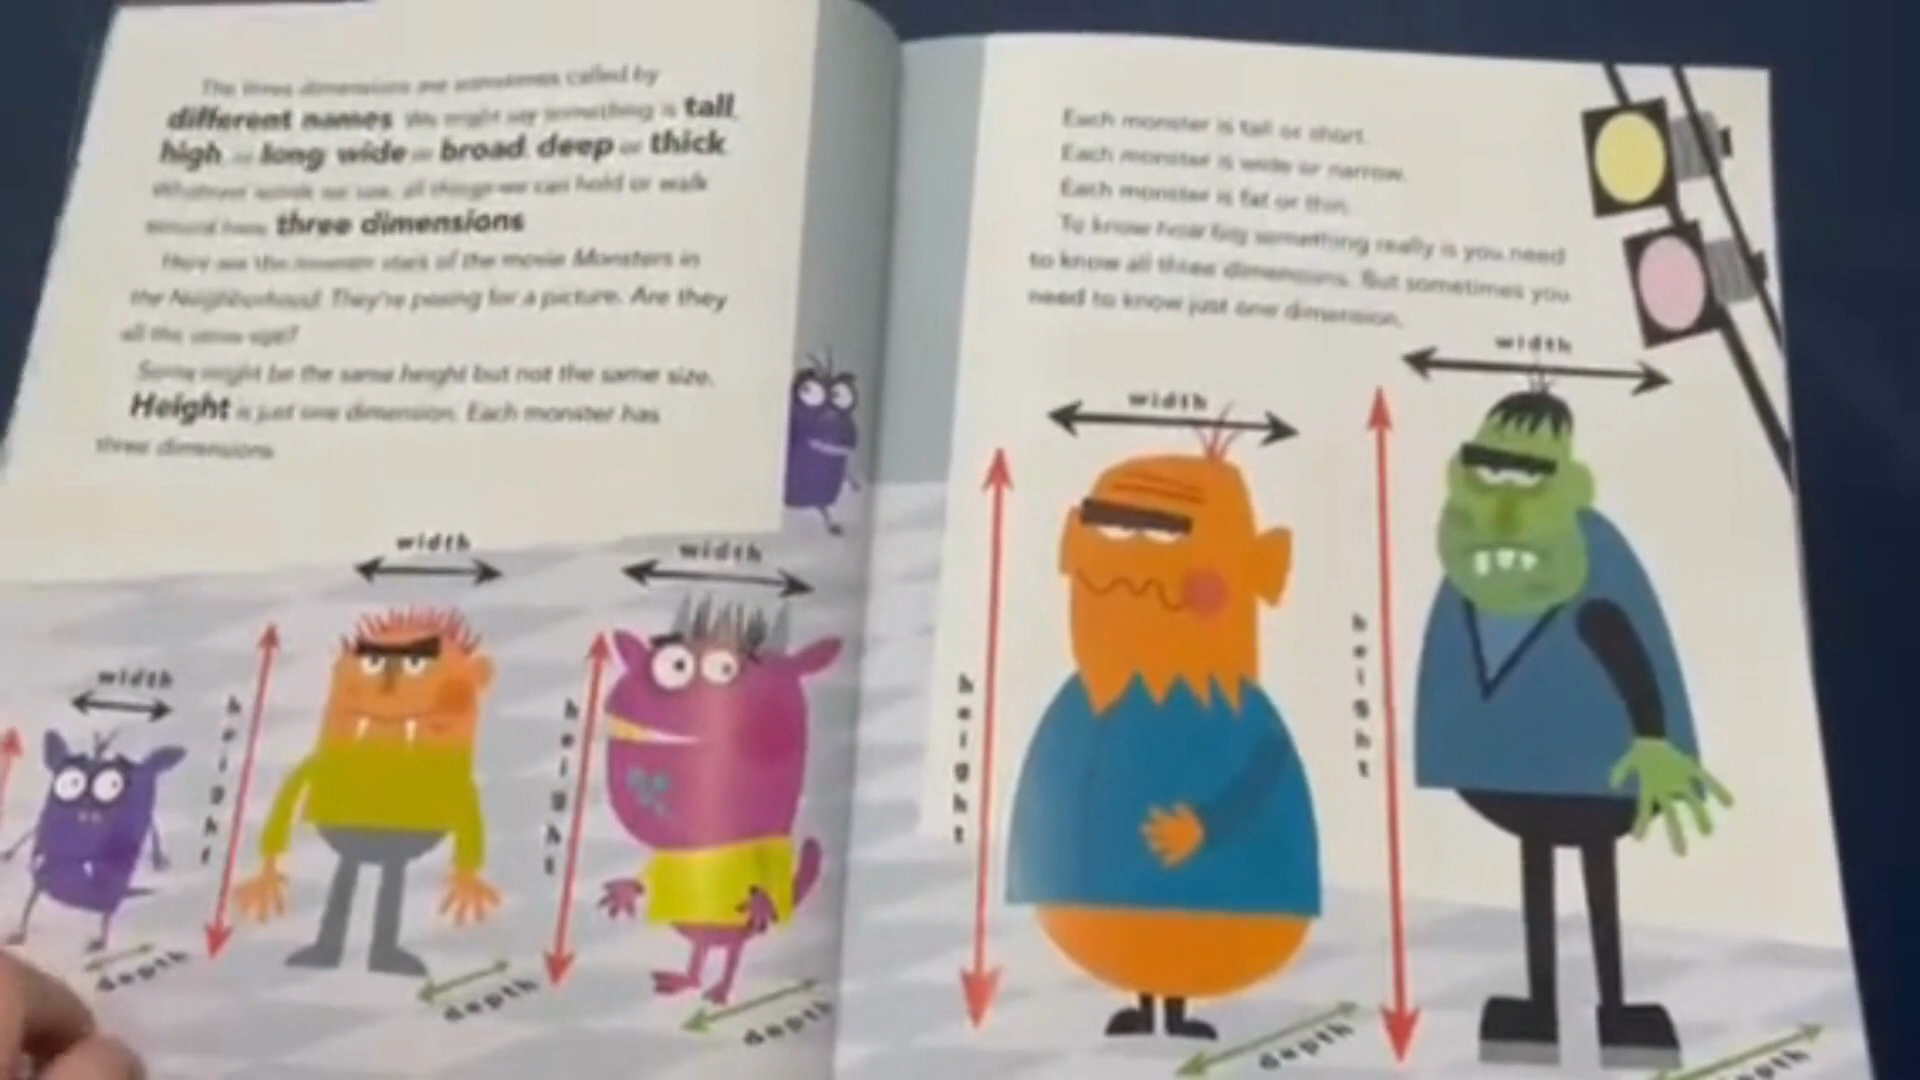 The three dimensions are sometimes called by
different names We might say something is tall,
high or long wide or broad deep or thick
Whatever words we use, all things we can hold or walk
around have three dimensions
Here are the monster stars of the movie Monsters in
the Neighborhood. They're posing for a picture. Are they
all the same size?
Some might be the same height but not the same size.
Height is just one dimension. Each monster has
three dimensions
width
height
depth
width
height
depth
width
depth
Each monster is tall or short.
Each monster is wide or narrow.
Each monster is fat or thin.
To know how big something really is you need
to know all three dimensions. But sometimes you
need to know just one dimension.
width
height
depth
width
height
depth